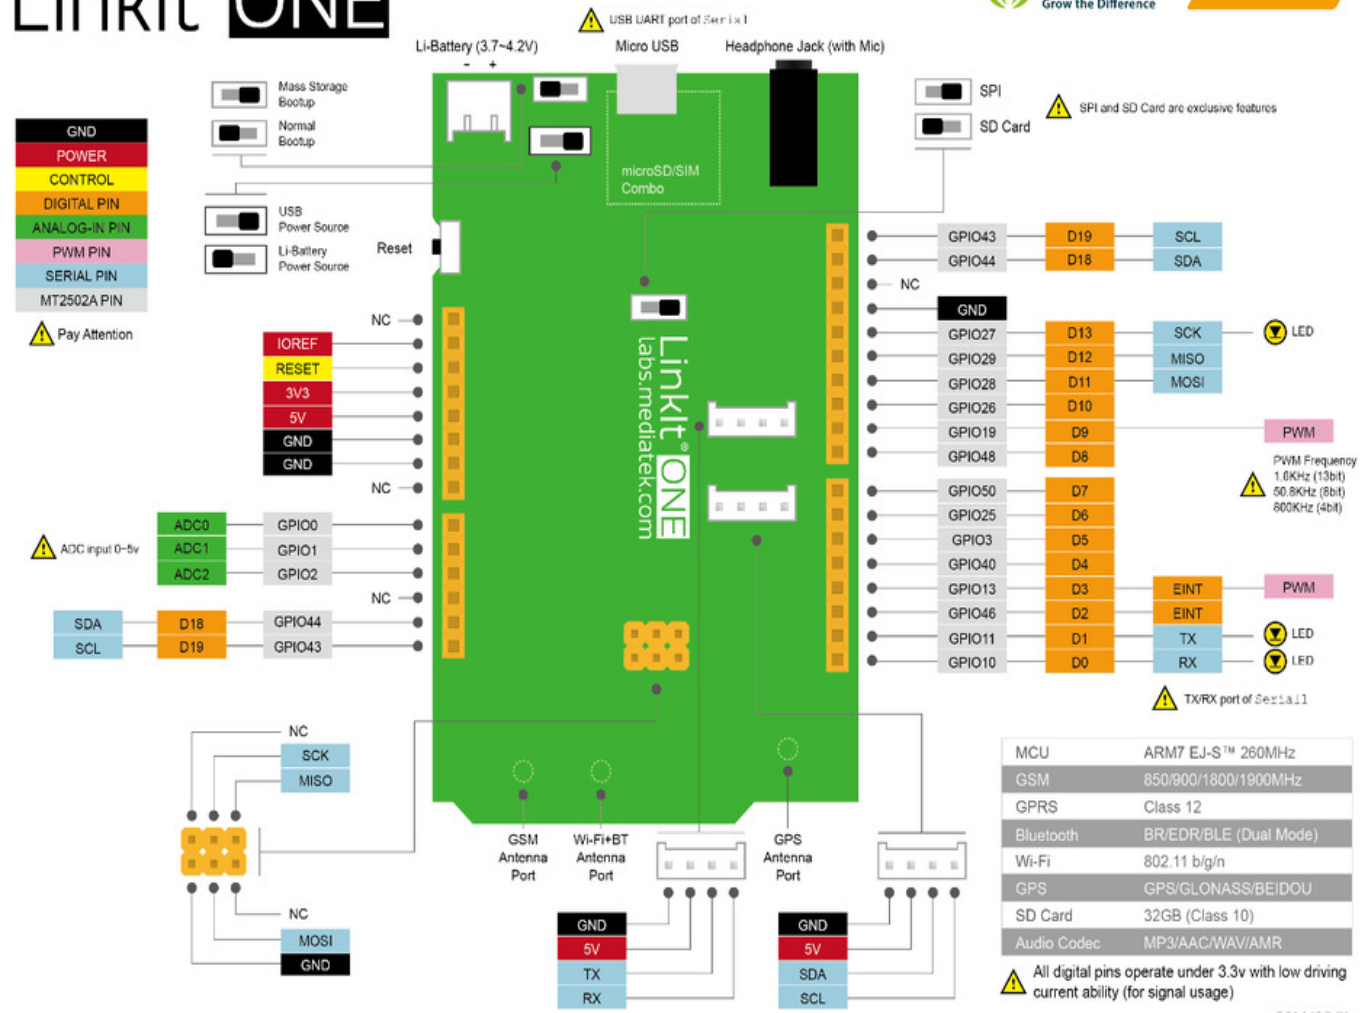 LinkIt ONE
Grow the Difference
USB UART port of Serial
Li-Battery (3.7~4.2V)
Micro USB
Headphone Jack (with Mic)
- +
Mass Storage
Bootup
Normal
Bootup
USB
Power Source
Li-Battery
Power Source
Reset
SPI
SD Card
SPI and SD Card are exclusive features
microSD/SIM
Combo
GND
POWER
CONTROL
DIGITAL PIN
ANALOG-IN PIN
PWM PIN
SERIAL PIN
MT2502A PIN
Pay Attention
NC
IOREF
RESET
3V3
5V
GND
GND
NC
ADC input 0~5v
ADC0 GPIO0
ADC1 GPIO1
ADC2 GPIO2
NC
SDA D18 GPIO44
SCL D19 GPIO43
LinkIt ONE
labs.mediatek.com
GPIO43 D19 SCL
GPIO44 D18 SDA
NC
GND
GPIO27 D13 SCK LED
GPIO29 D12 MISO
GPIO28 D11 MOSI
GPIO26 D10
GPIO19 D9 PWM
GPIO48 D8
PWM Frequency
1.6KHz (13bit)
50.8KHz (8bit)
800KHz (4bit)
GPIO50 D7
GPIO25 D6
GPIO3 D5
GPIO40 D4
GPIO13 D3 EINT PWM
GPIO46 D2 EINT
GPIO11 D1 TX LED
GPIO10 D0 RX LED
TX/RX port of Serial1
NC
SCK
MISO
NC
MOSI
GND
GSM
Antenna
Port
Wi-Fi+BT
Antenna
Port
GPS
Antenna
Port
GND
5V
TX
RX
GND
5V
SDA
SCL
MCU ARM7 EJ-S™ 260MHz
GSM 850/900/1800/1900MHz
GPRS Class 12
Bluetooth BR/EDR/BLE (Dual Mode)
Wi-Fi 802.11 b/g/n
GPS GPS/GLONASS/BEIDOU
SD Card 32GB (Class 10)
Audio Codec MP3/AAC/WAV/AMR
All digital pins operate under 3.3v with low driving
current ability (for signal usage)